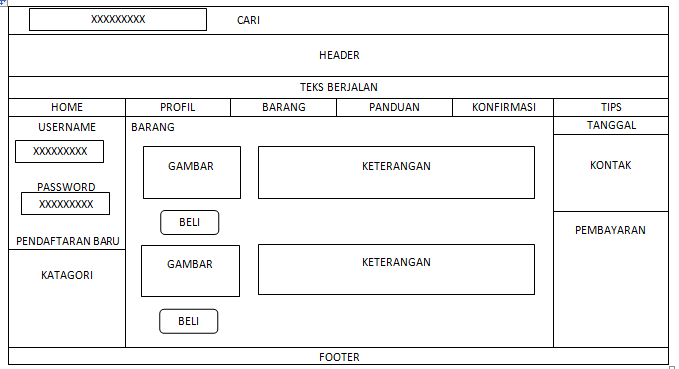 XXXXXXXXX CARI
HEADER
TEKS BERJALAN
HOME PROFIL BARANG PANDUAN KONFIRMASI TIPS
USERNAME
XXXXXXXXX
PASSWORD
XXXXXXXXX
PENDAFTARAN BARU
KATAGORI
BARANG
GAMBAR KETERANGAN
BELI
GAMBAR KETERANGAN
BELI
TANGGAL
KONTAK
PEMBAYARAN
FOOTER